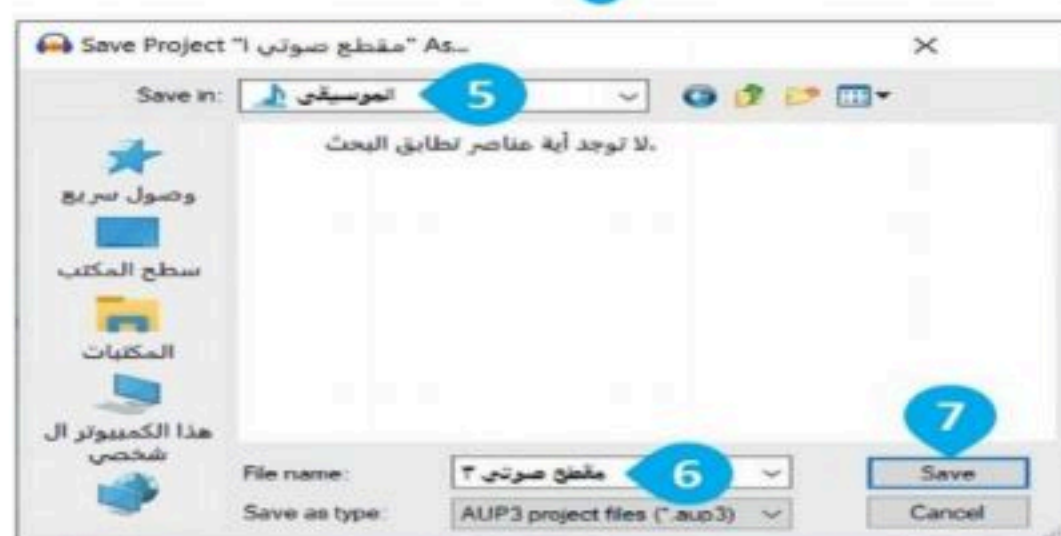 Save Project "مقطع صوتي ١" As...
Save in: الموسيقى 5
لا توجد أية عناصر تطابق البحث.
وصول سريع
سطح المكتب
المكتبات
هذا الكمبيوتر ال
شخصي
7
File name: مقطع صوتي ٣ 6 Save
Save as type: AUP3 project files (*.aup3) Cancel